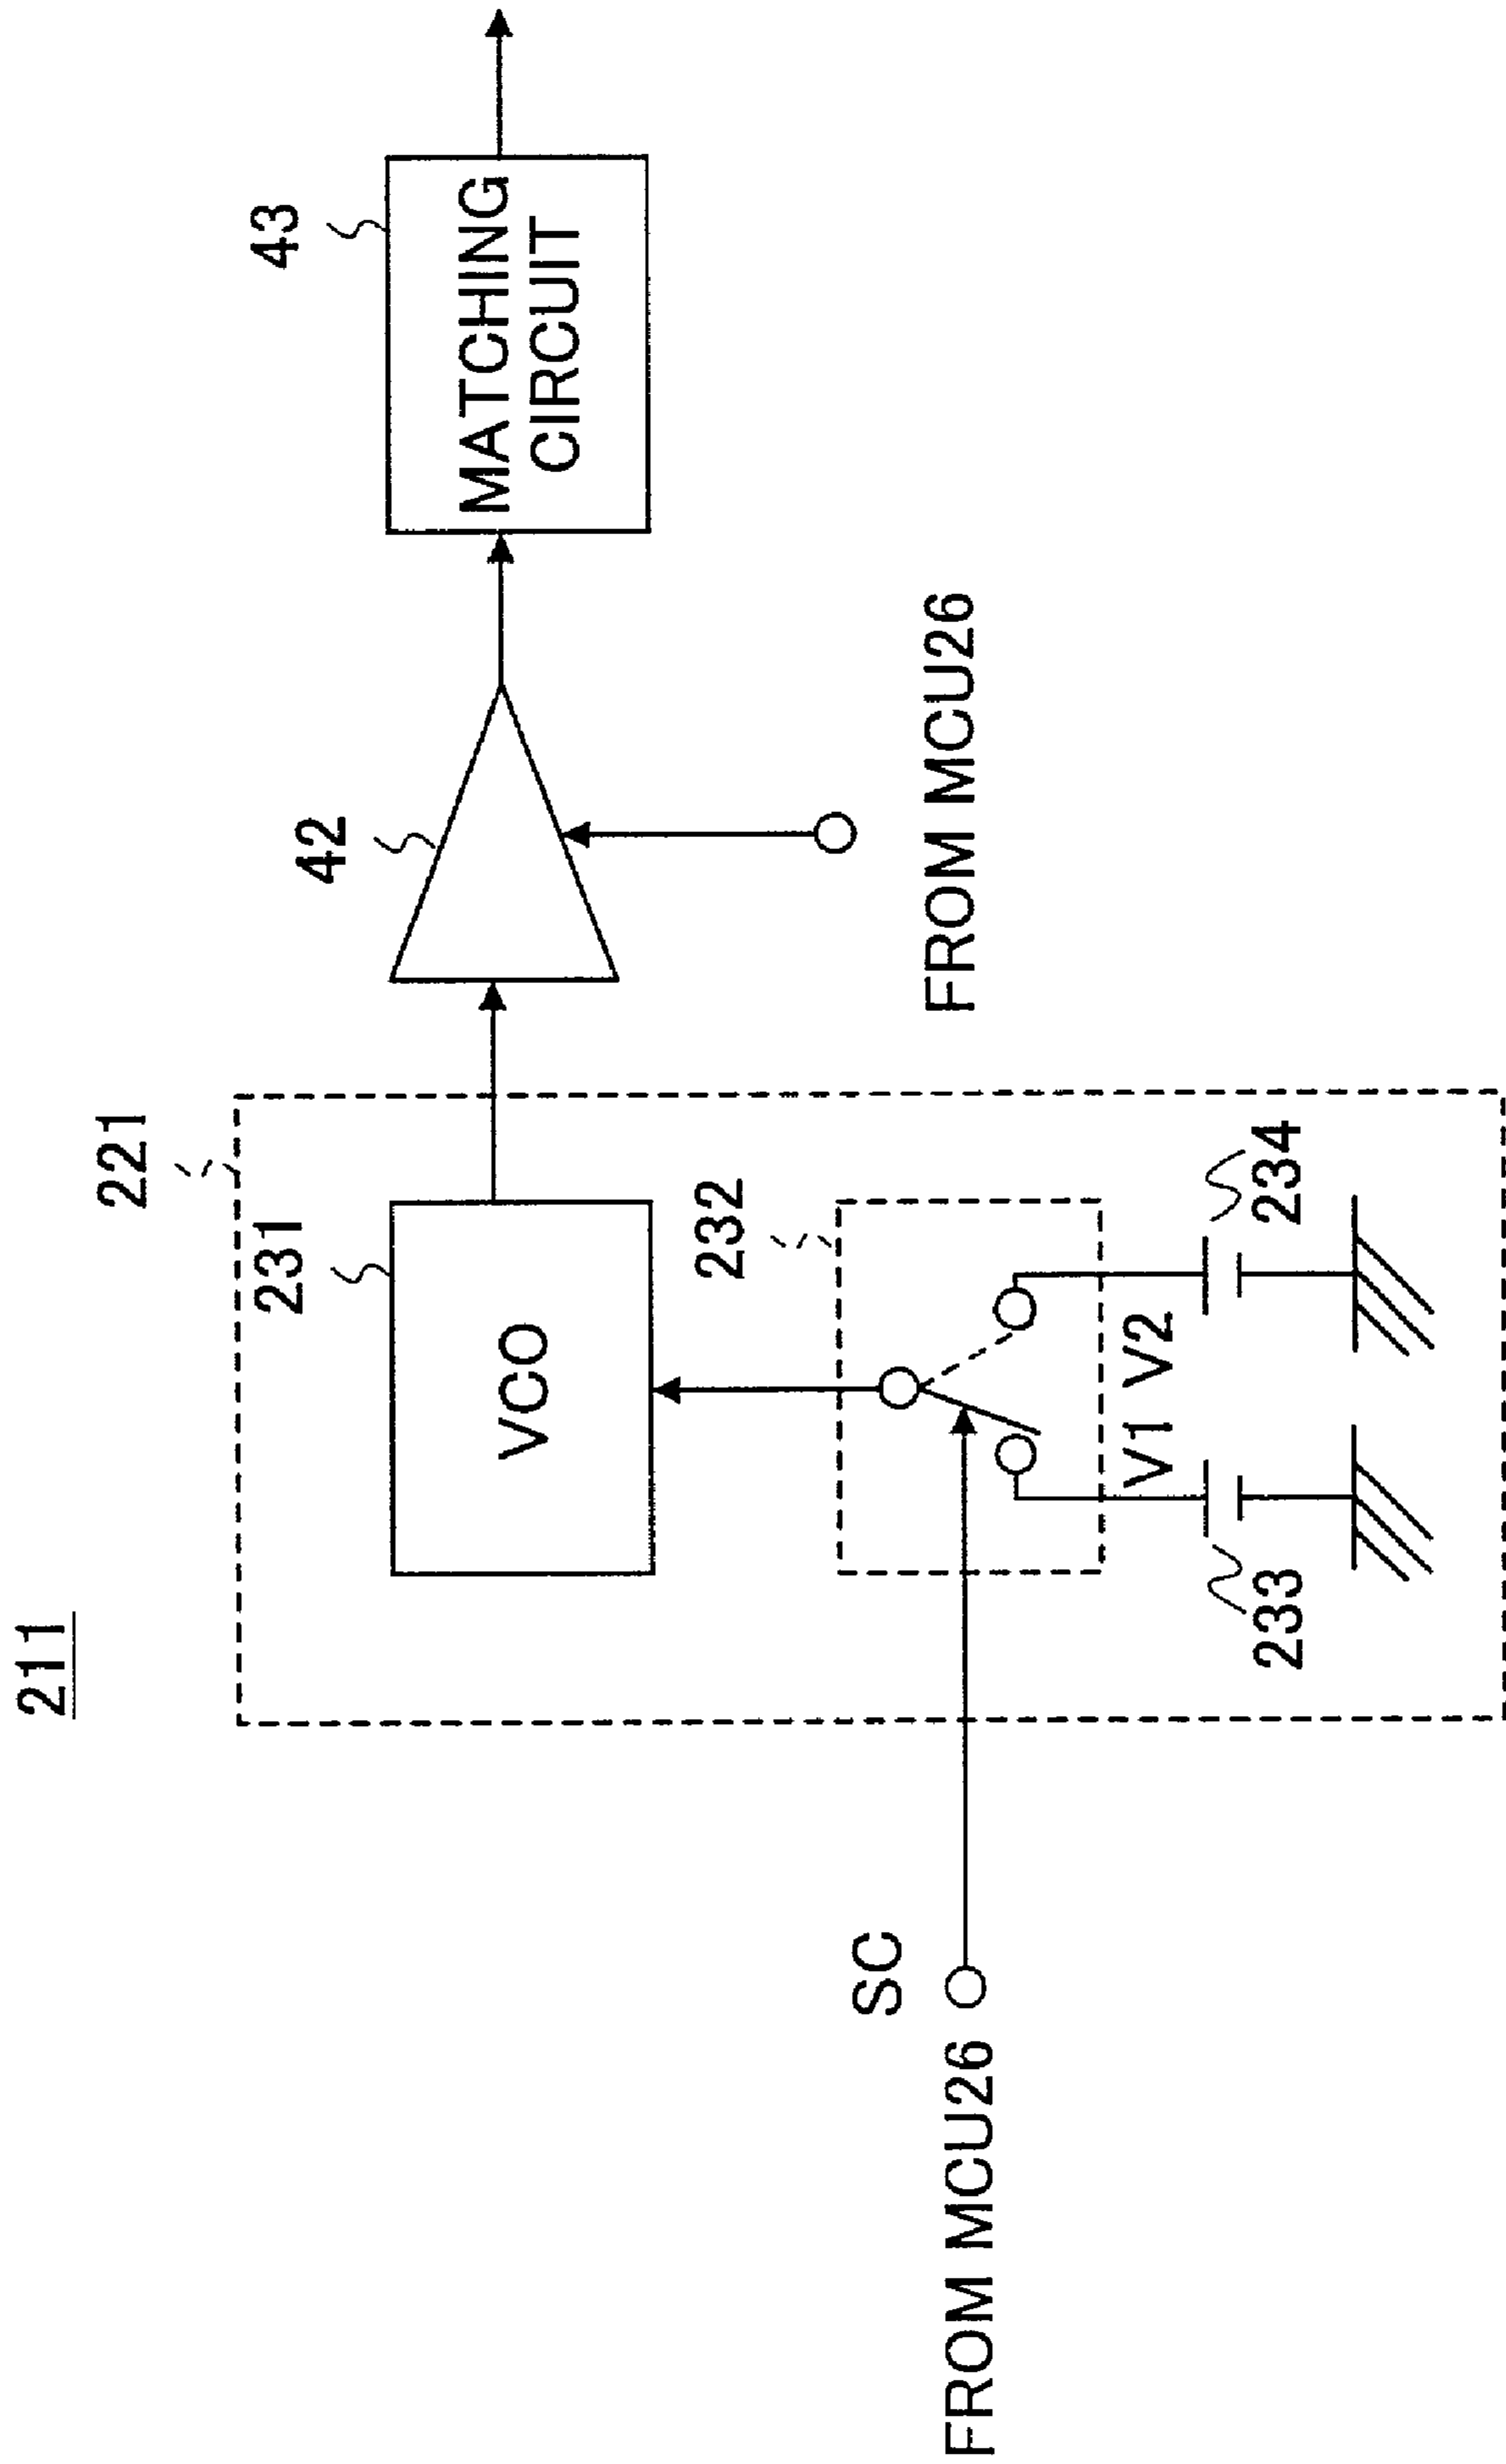 211
221
231
VCO
42
43
MATCHING
CIRCUIT
232
SC
FROM MCU26
FROM MCU26
V1 V2
233
234